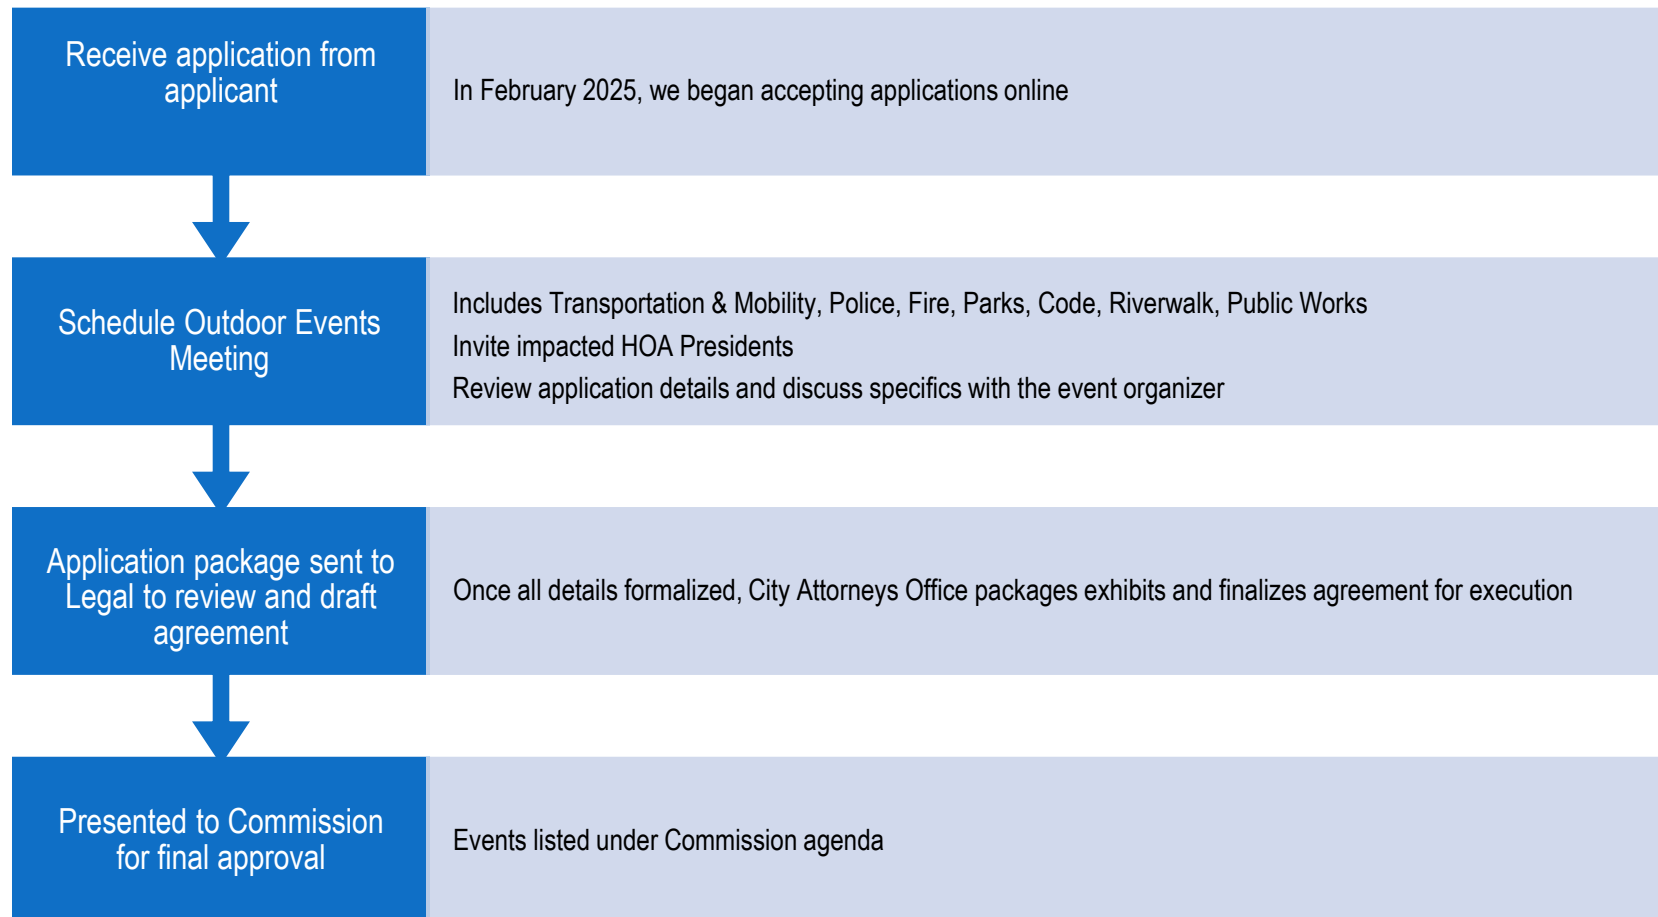 Receive application from
applicant
In February 2025, we began accepting applications online
Schedule Outdoor Events
Meeting
Includes Transportation & Mobility, Police, Fire, Parks, Code, Riverwalk, Public Works
Invite impacted HOA Presidents
Review application details and discuss specifics with the event organizer
Application package sent to
Legal to review and draft
agreement
Once all details formalized, City Attorneys Office packages exhibits and finalizes agreement for execution
Presented to Commission
for final approval
Events listed under Commission agenda